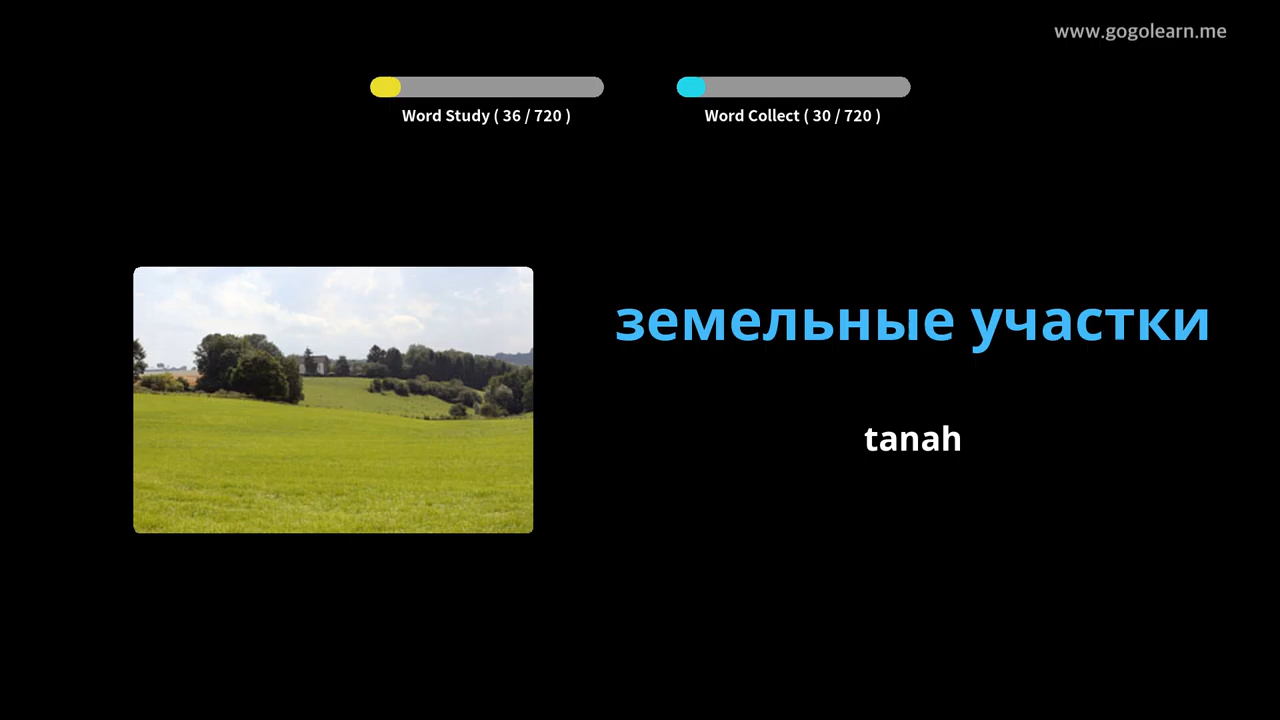 www.gogolearn.me
Word Study ( 36 / 720 )
Word Collect ( 30 / 720 )
земельные участки
tanah